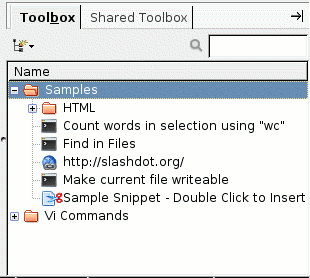 Toolbox Shared Toolbox
Name
Samples
HTML
Count words in selection using "wc"
Find in Files
http://slashdot.org/
Make current file writeable
Sample Snippet - Double Click to Insert
Vi Commands